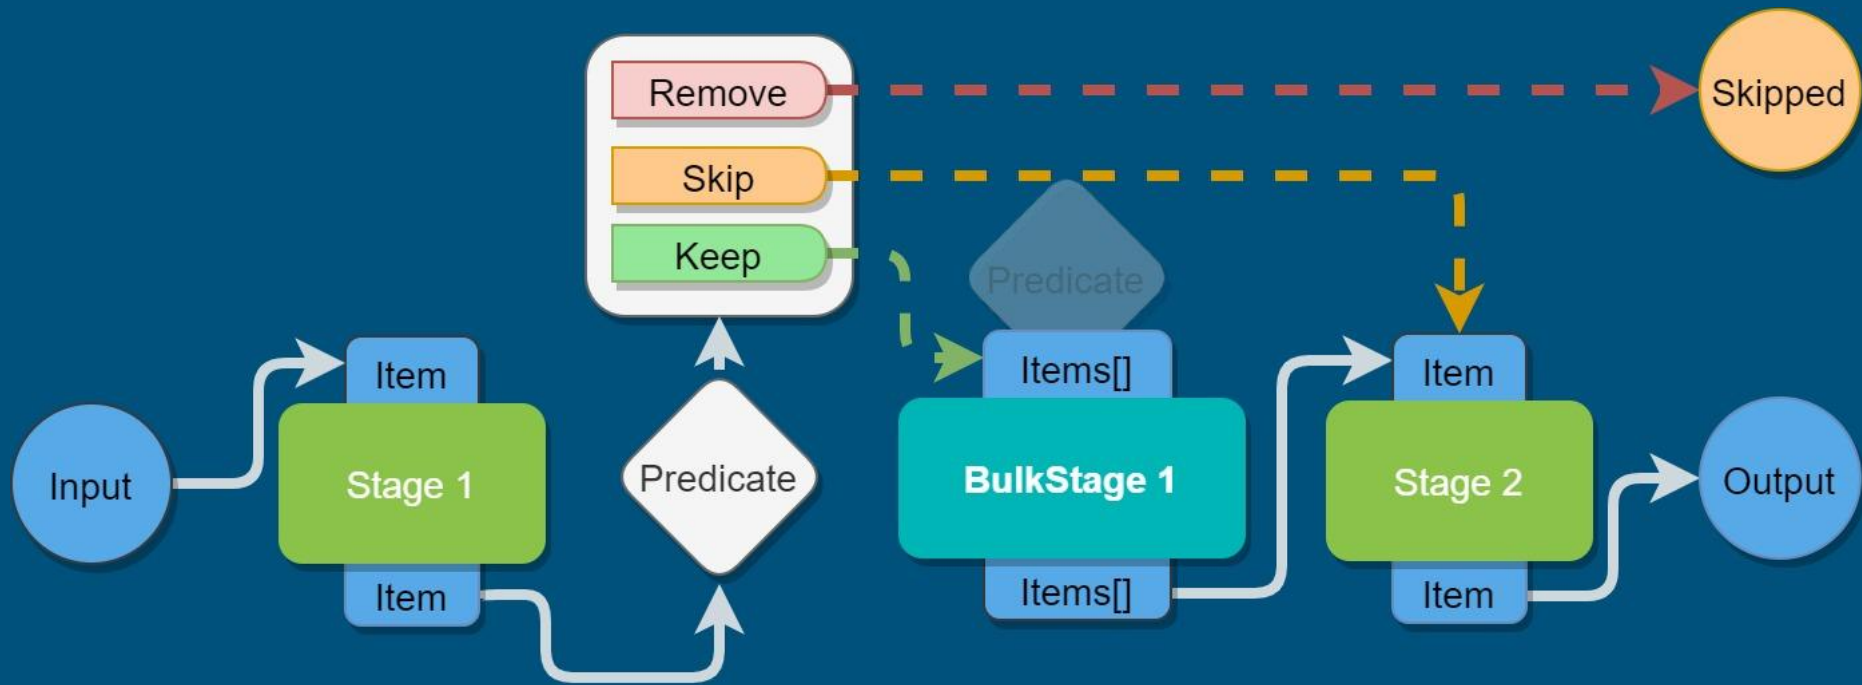 Remove
Skipped
Skip
Keep
Predicate
Item
Items[]
Item
Input
Stage 1
Predicate
BulkStage 1
Stage 2
Output
Item
Items[]
Item